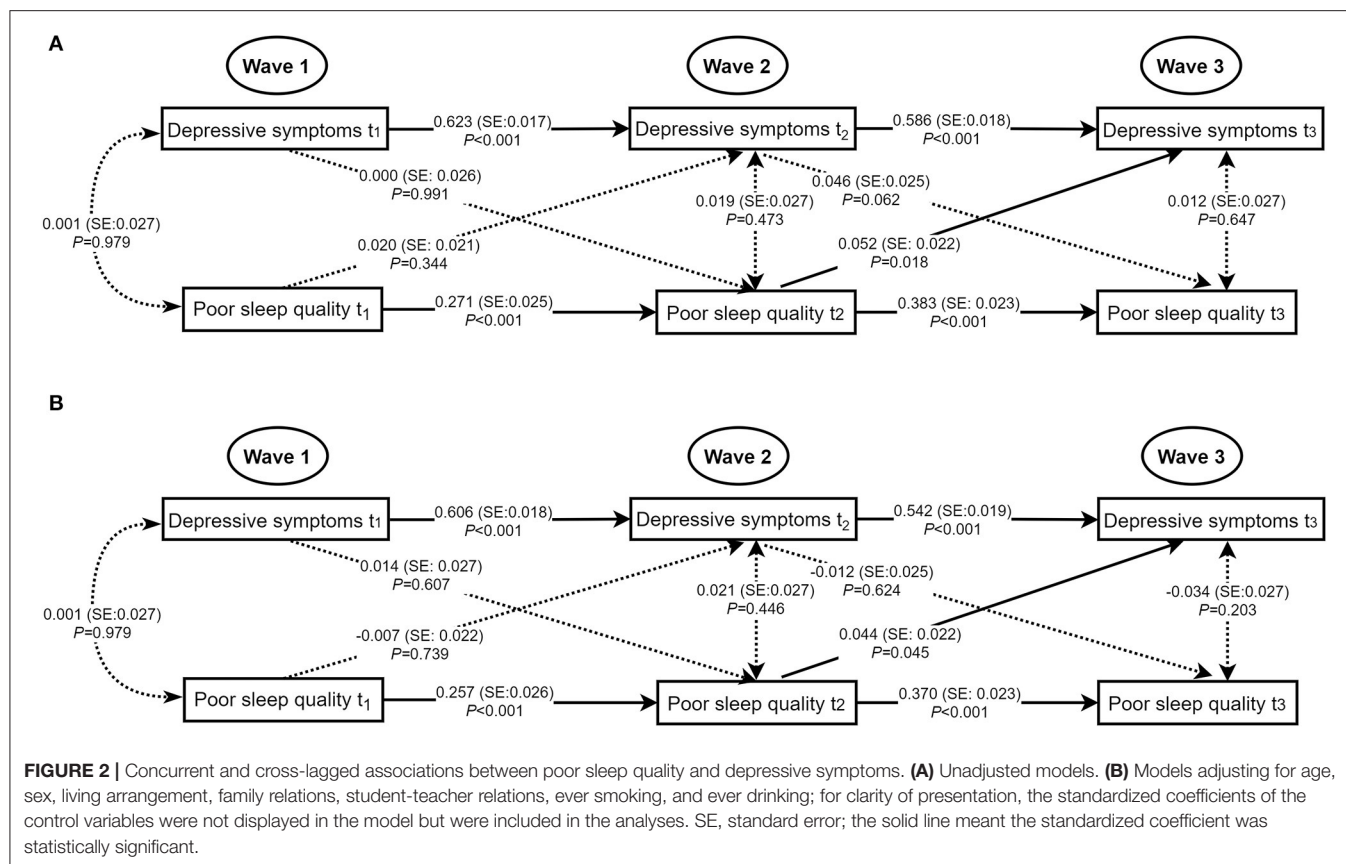 A
Wave 1
Wave 2
Wave 3
Depressive symptoms t1
0.623 (SE:0.017)
P<0.001
Depressive symptoms t2
0.586 (SE:0.018)
P<0.001
Depressive symptoms t3
0.000 (SE: 0.026)
P=0.991
0.046 (SE:0.025)
P=0.062
0.001 (SE:0.027)
P=0.979
0.019 (SE:0.027)
P=0.473
0.012 (SE:0.027)
P=0.647
0.020 (SE: 0.021)
P=0.344
0.052 (SE: 0.022)
P=0.018
Poor sleep quality t1
0.271 (SE:0.025)
P<0.001
Poor sleep quality t2
0.383 (SE: 0.023)
P<0.001
Poor sleep quality t3
B
Wave 1
Wave 2
Wave 3
Depressive symptoms t1
0.606 (SE:0.018)
P<0.001
Depressive symptoms t2
0.542 (SE:0.019)
P<0.001
Depressive symptoms t3
0.014 (SE: 0.027)
P=0.607
-0.012 (SE:0.025)
P=0.624
0.001 (SE:0.027)
P=0.979
0.021 (SE:0.027)
P=0.446
-0.034 (SE:0.027)
P=0.203
-0.007 (SE: 0.022)
P=0.739
0.044 (SE: 0.022)
P=0.045
Poor sleep quality t1
0.257 (SE:0.026)
P<0.001
Poor sleep quality t2
0.370 (SE: 0.023)
P<0.001
Poor sleep quality t3
FIGURE 2 | Concurrent and cross-lagged associations between poor sleep quality and depressive symptoms. (A) Unadjusted models. (B) Models adjusting for age,
sex, living arrangement, family relations, student-teacher relations, ever smoking, and ever drinking; for clarity of presentation, the standardized coefficients of the
control variables were not displayed in the model but were included in the analyses. SE, standard error; the solid line meant the standardized coefficient was
statistically significant.